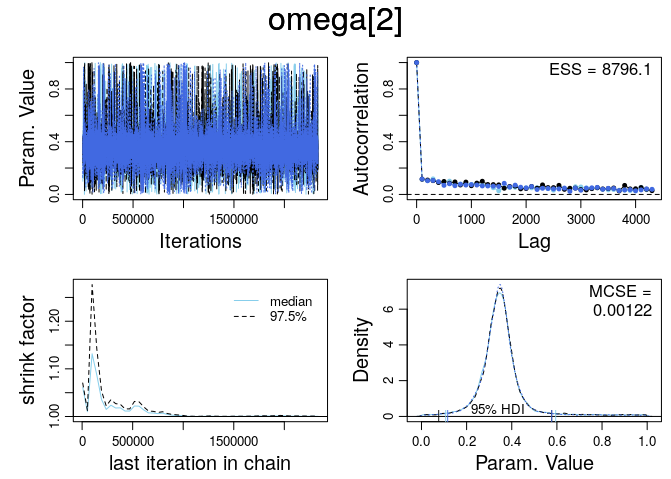 omega[2]
Param. Value
0.0 0.4 0.8
0 500000 1500000
Iterations
Autocorrelation
0.0 0.4 0.8
ESS = 8796.1
0 1000 2000 3000 4000
Lag
shrink factor
1.00 1.10 1.20
median
97.5%
0 500000 1500000
last iteration in chain
Density
0 2 4 6
MCSE =
0.00122
95% HDI
0.0 0.2 0.4 0.6 0.8 1.0
Param. Value